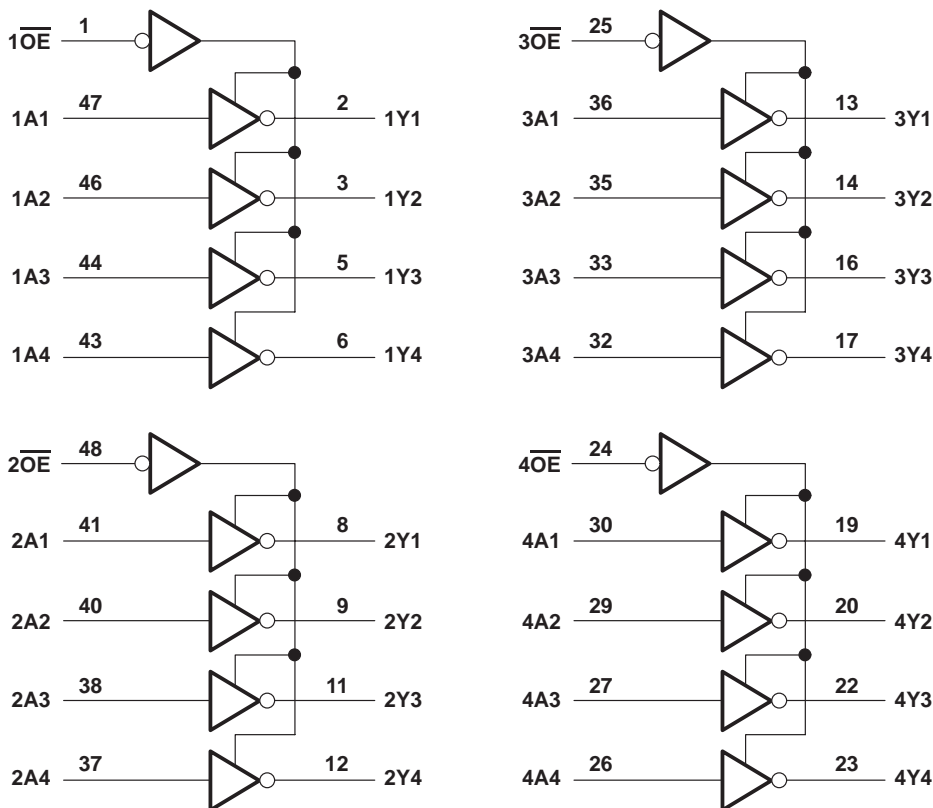 1OE 1
1A1 47 2 1Y1
1A2 46 3 1Y2
1A3 44 5 1Y3
1A4 43 6 1Y4
3OE 25
3A1 36 13 3Y1
3A2 35 14 3Y2
3A3 33 16 3Y3
3A4 32 17 3Y4
2OE 48
2A1 41 8 2Y1
2A2 40 9 2Y2
2A3 38 11 2Y3
2A4 37 12 2Y4
4OE 24
4A1 30 19 4Y1
4A2 29 20 4Y2
4A3 27 22 4Y3
4A4 26 23 4Y4